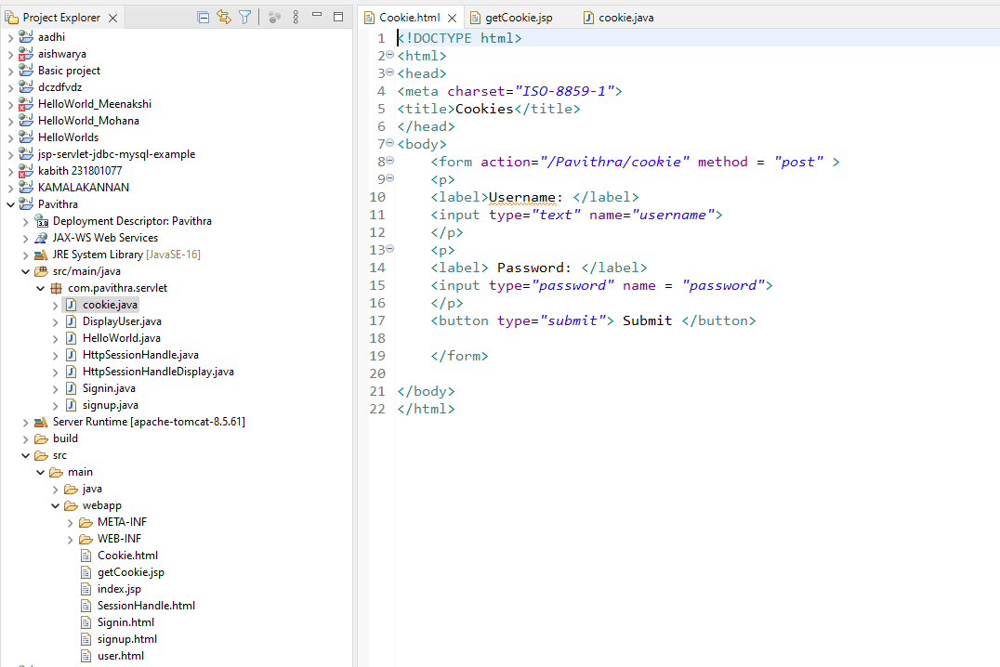 Project Explorer
aadhi
aishwarya
Basic project
dczdfvdz
HelloWorld_Meenakshi
HelloWorld_Mohana
HelloWorlds
jsp-servlet-jdbc-mysql-example
kabith 231801077
KAMALAKANNAN
Pavithra
Deployment Descriptor: Pavithra
JAX-WS Web Services
JRE System Library [JavaSE-16]
src/main/java
com.pavithra.servlet
cookie.java
DisplayUser.java
HelloWorld.java
HttpSessionHandle.java
HttpSessionHandleDisplay.java
Signin.java
signup.java
Server Runtime [apache-tomcat-8.5.61]
build
src
main
java
webapp
META-INF
WEB-INF
Cookie.html
getCookie.jsp
index.jsp
SessionHandle.html
Signin.html
signup.html
user.html
Cookie.html getCookie.jsp cookie.java
1 <!DOCTYPE html>
2 <html>
3 <head>
4 <meta charset="ISO-8859-1">
5 <title>Cookies</title>
6 </head>
7 <body>
8 <form action="/Pavithra/cookie" method = "post" >
9 <p>
10 <label>Username: </label>
11 <input type="text" name="username">
12 </p>
13 <p>
14 <label> Password: </label>
15 <input type="password" name = "password">
16 </p>
17 <button type="submit"> Submit </button>
18
19 </form>
20
21 </body>
22 </html>